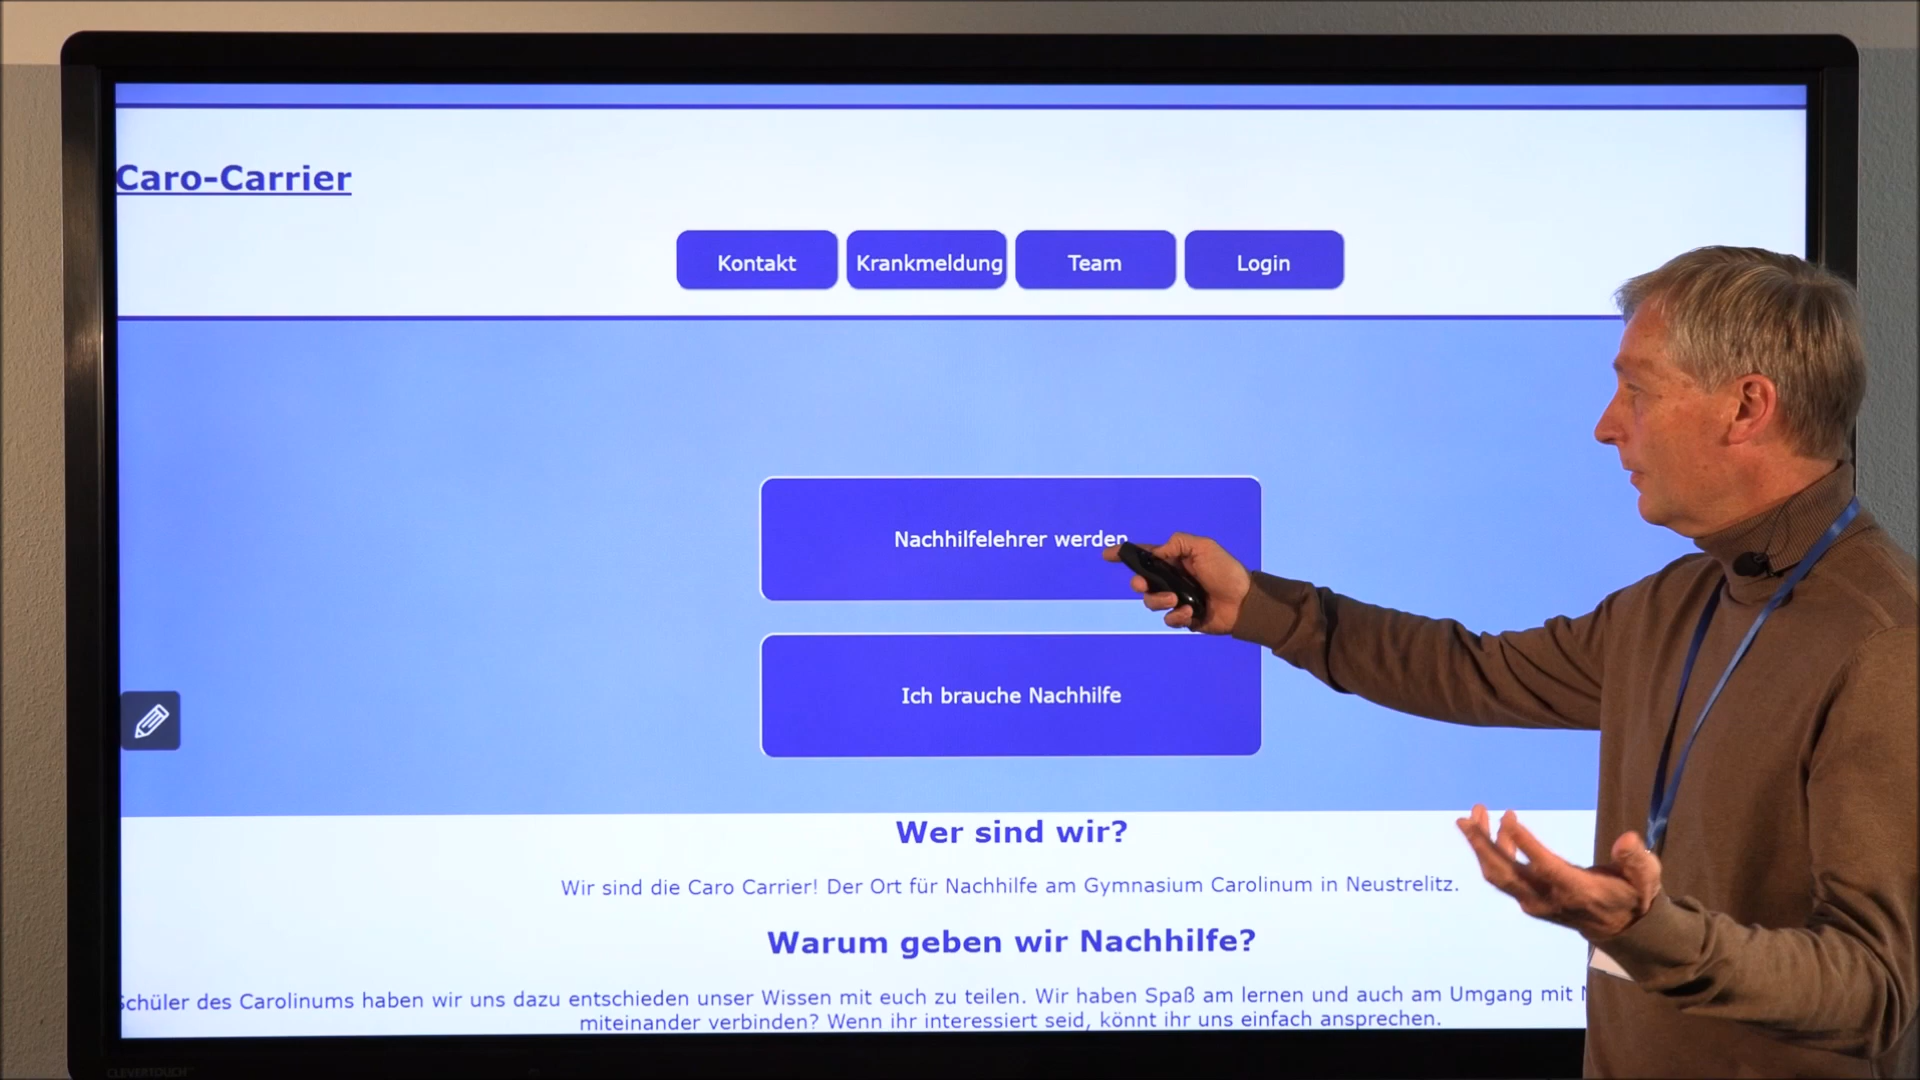 Caro-Carrier
Kontakt
Krankmeldung
Team
Login
Nachhilfelehrer werden
Ich brauche Nachhilfe
Wer sind wir?
Wir sind die Caro Carrier! Der Ort für Nachhilfe am Gymnasium Carolinum in Neustrelitz.
Warum geben wir Nachhilfe?
Schüler des Carolinums haben wir uns dazu entschieden unser Wissen mit euch zu teilen. Wir haben Spaß am lernen und auch am Umgang mit
miteinander verbinden? Wenn ihr interessiert seid, könnt ihr uns einfach ansprechen.
CLEVERTOUCH